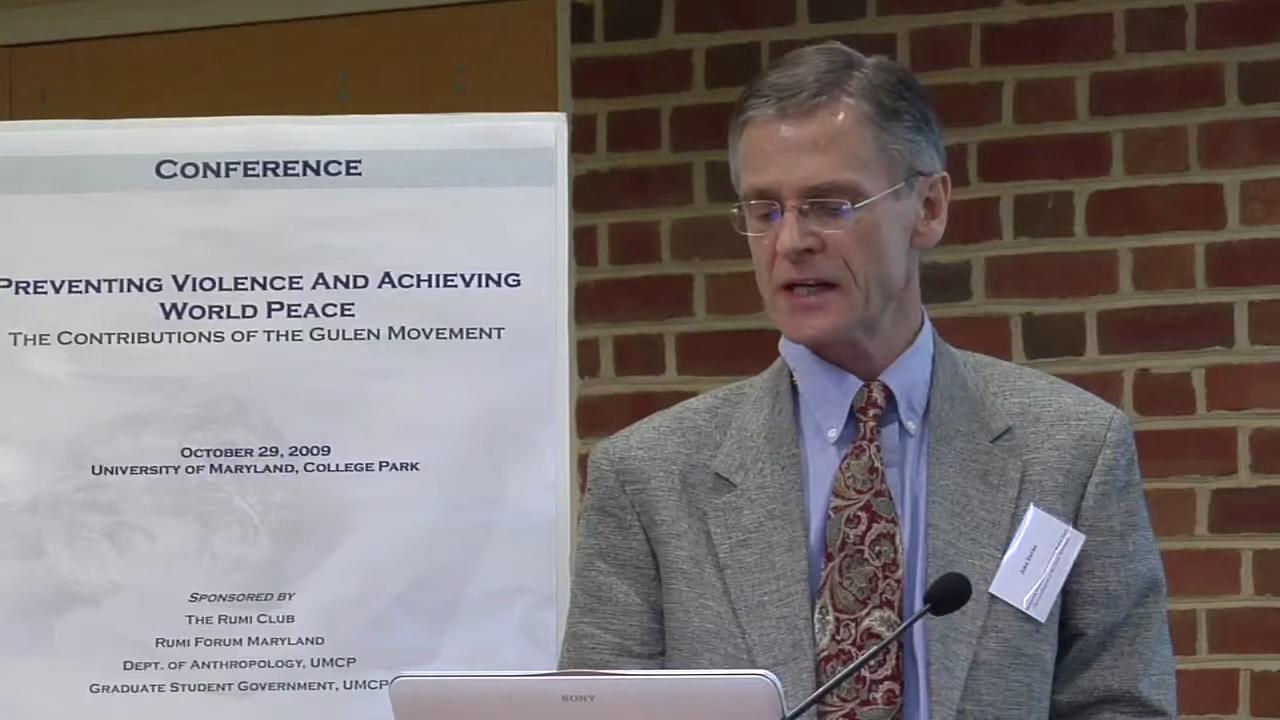 CONFERENCE
PREVENTING VIOLENCE AND ACHIEVING
WORLD PEACE
THE CONTRIBUTIONS OF THE GULEN MOVEMENT
OCTOBER 29, 2009
UNIVERSITY OF MARYLAND, COLLEGE PARK
SPONSORED BY
THE RUMI CLUB
RUMI FORUM MARYLAND
DEPT. OF ANTHROPOLOGY, UMCP
GRADUATE STUDENT GOVERNMENT, UMCP
SONY